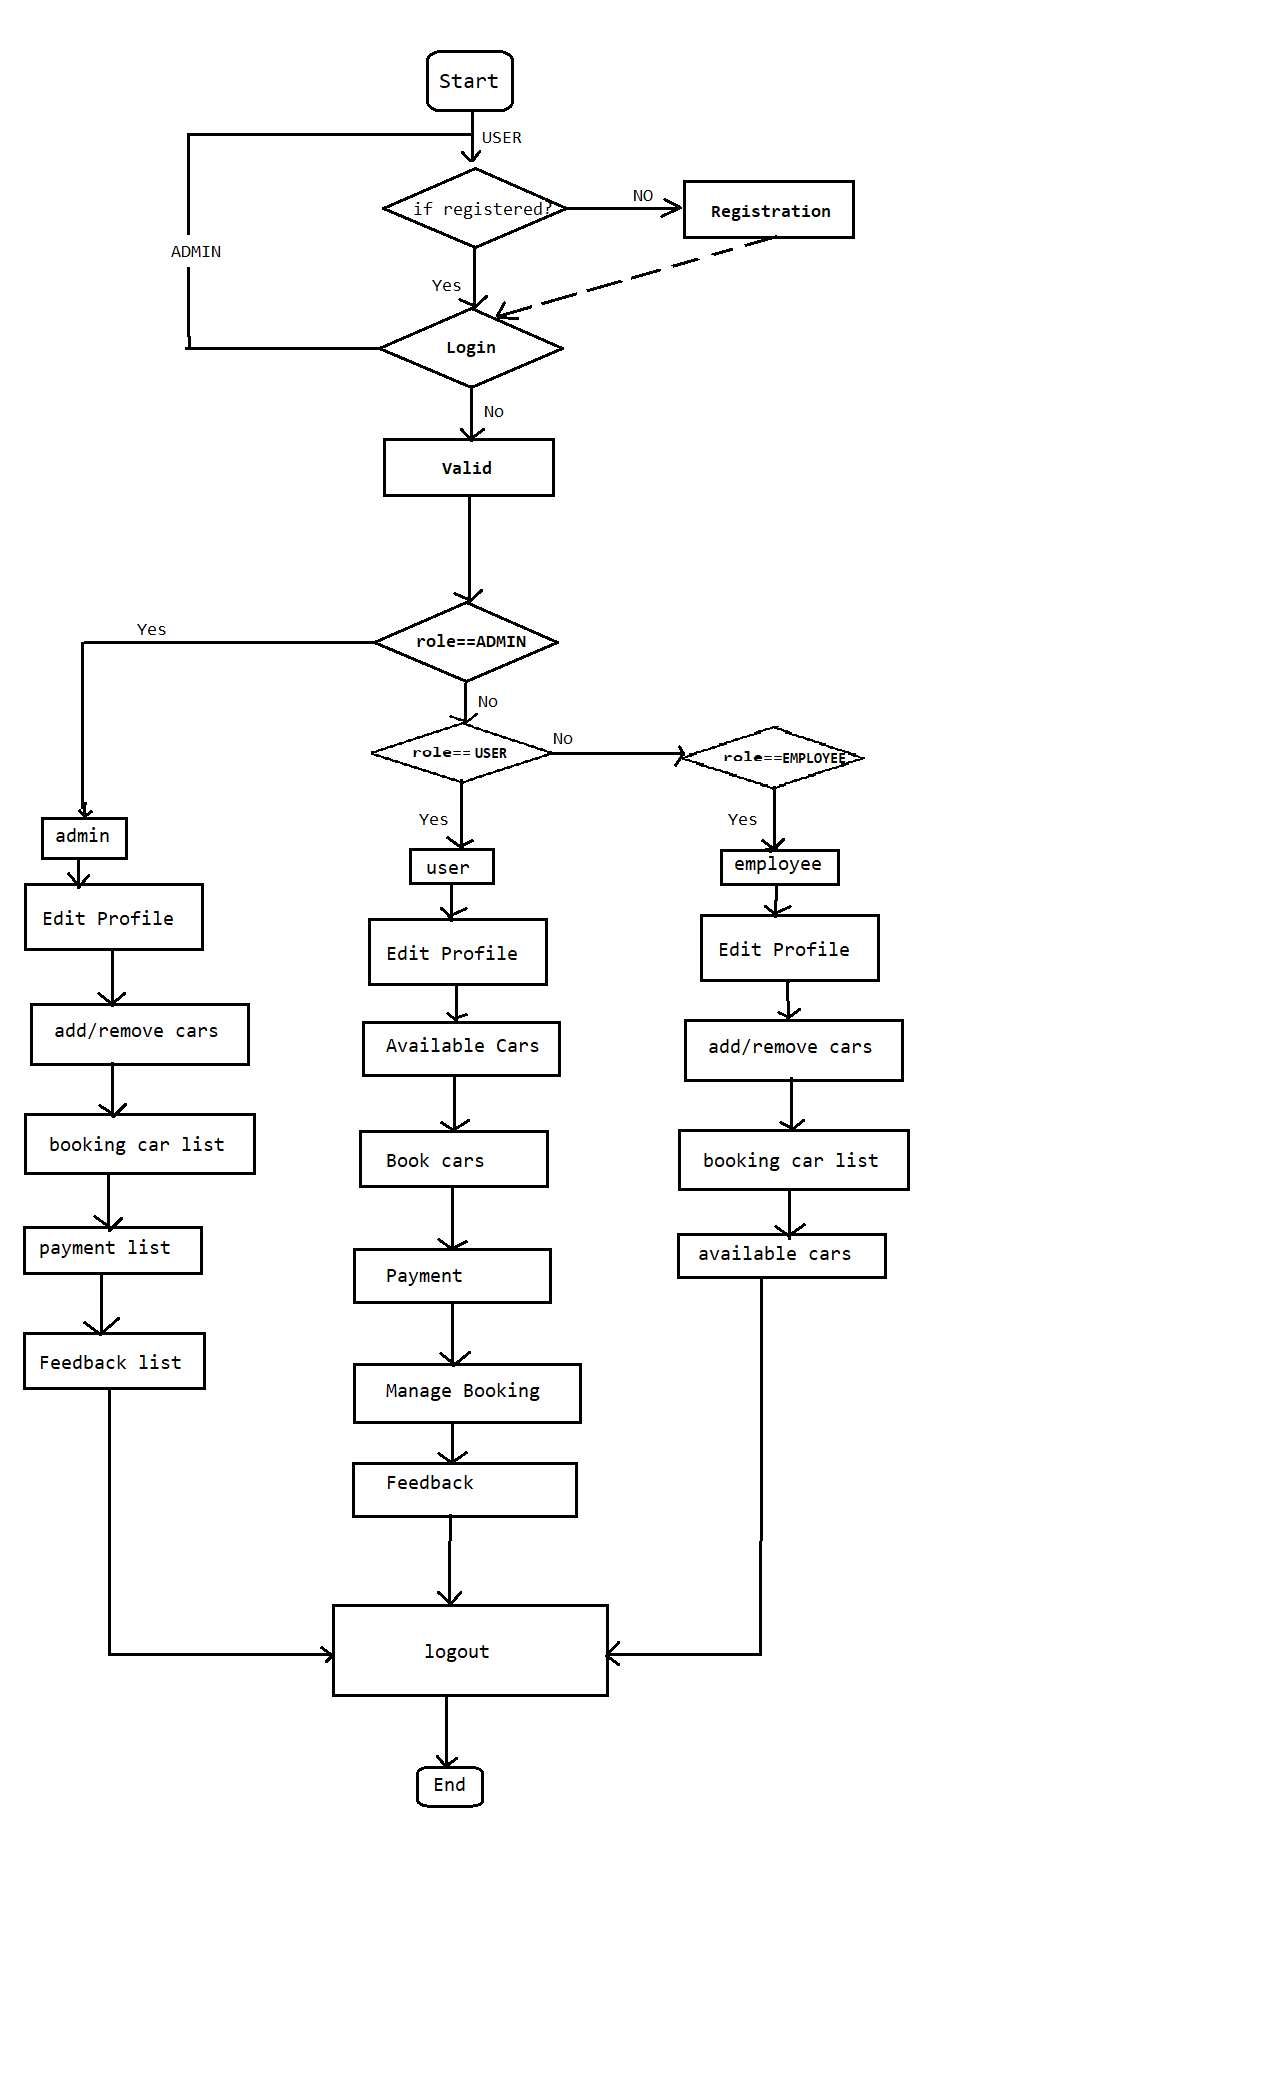 Start
USER
if registered?
NO
Registration
ADMIN
Yes
Login
No
Valid
Yes
role==ADMIN
No
role== USER
No
role==EMPLOYEE
Yes
Yes
admin
user
employee
Edit Profile
Edit Profile
Edit Profile
add/remove cars
Available Cars
add/remove cars
booking car list
Book cars
booking car list
payment list
Payment
available cars
Feedback list
Manage Booking
Feedback
logout
End